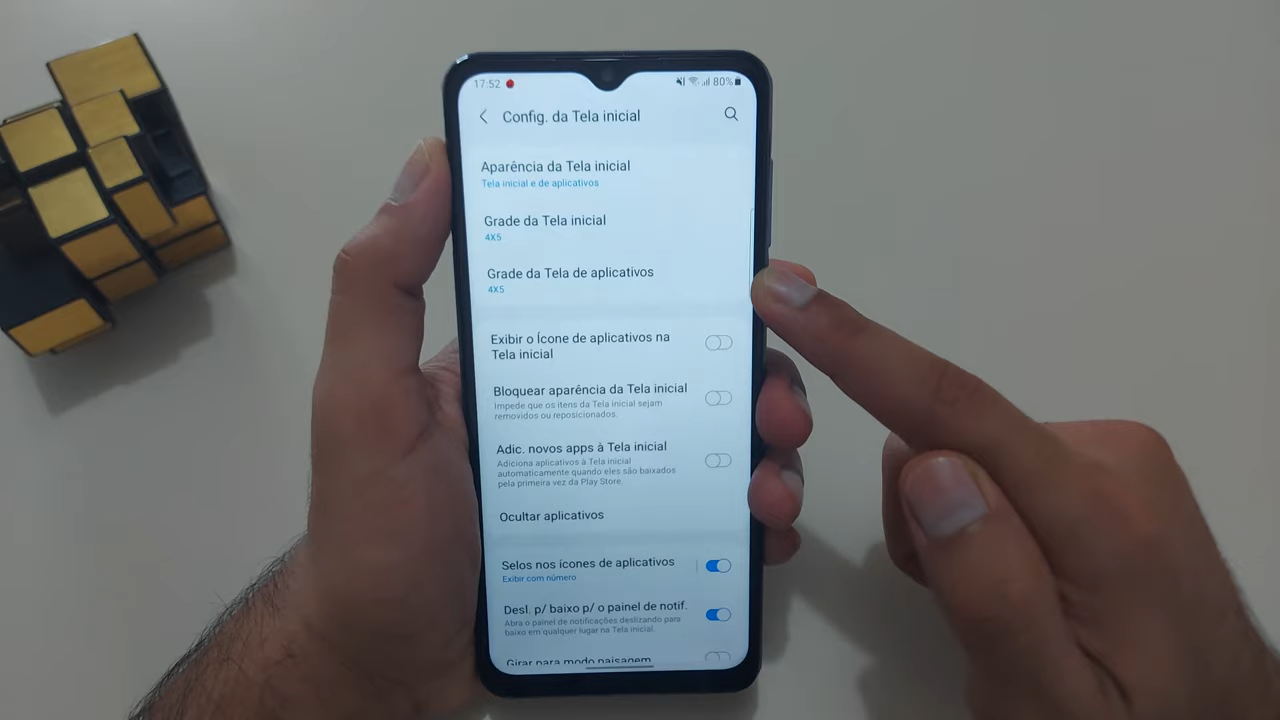 17:52
80%
Config. da Tela inicial
Aparência da Tela inicial
Tela inicial e de aplicativos
Grade da Tela inicial
4X5
Grade da Tela de aplicativos
4X5
Exibir o Ícone de aplicativos na
Tela inicial
Bloquear aparência da Tela inicial
Impede que os itens da Tela inicial sejam
removidos ou reposicionados.
Adic. novos apps à Tela inicial
Adiciona aplicativos à Tela inicial
automaticamente quando eles são baixados
pela primeira vez da Play Store.
Ocultar aplicativos
Selos nos ícones de aplicativos
Exibir com número
Desl. p/ baixo p/ o painel de notif.
Abra o painel de notificações deslizando para
baixo em qualquer lugar na Tela inicial.
Girar para modo paisagem